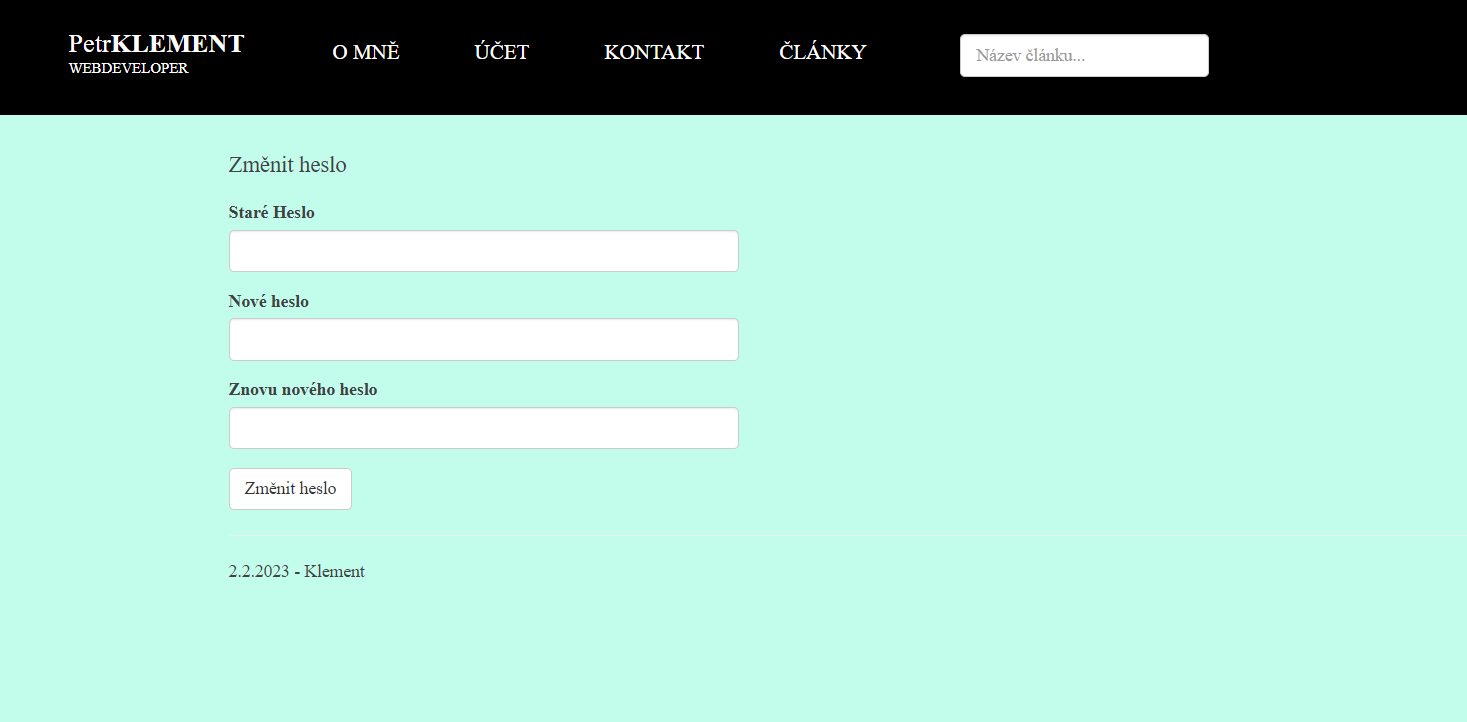 PetrKLEMENT
WEBDEVELOPER
O MNĚ
ÚČET
KONTAKT
ČLÁNKY
Název článku...
Změnit heslo
Staré Heslo
Nové heslo
Znovu nového heslo
Změnit heslo
2.2.2023 - Klement